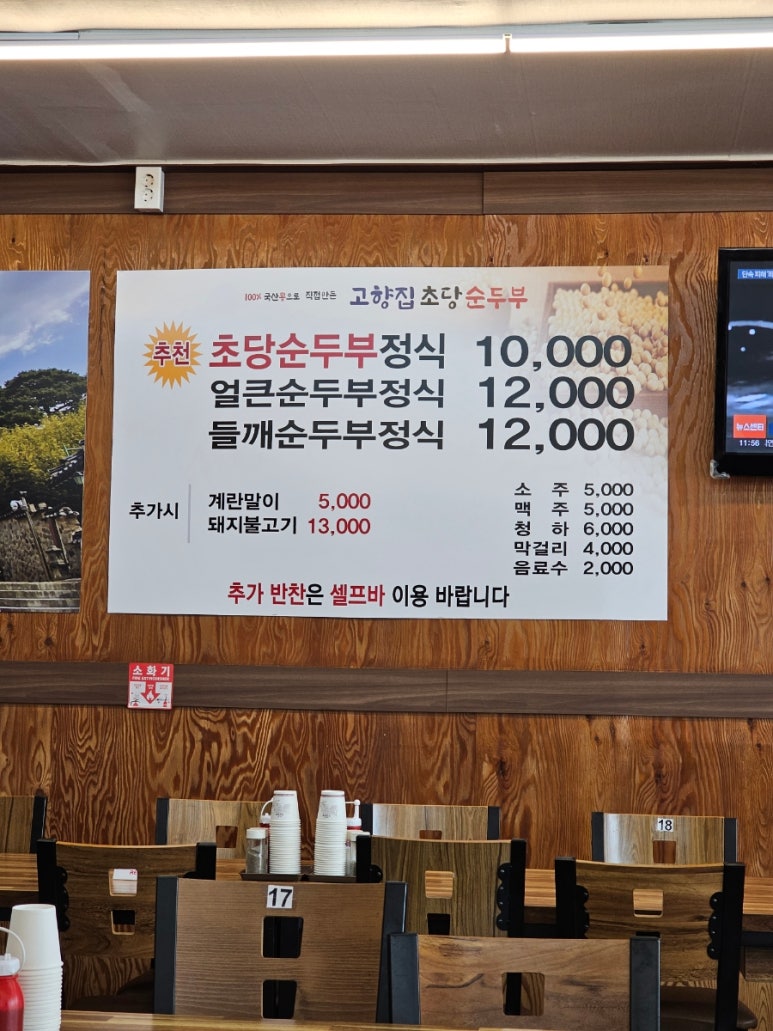 100% 국산콩으로 직접만든 고향집 초당 순두부
추천 초당순두부정식 10,000
얼큰순두부정식 12,000
들깨순두부정식 12,000
추가시
계란말이 5,000
돼지불고기 13,000
소 주 5,000
맥 주 5,000
청 하 6,000
막걸리 4,000
음료수 2,000
추가 반찬은 셀프바 이용 바랍니다
뉴스센터
11:56
소화기
18
17